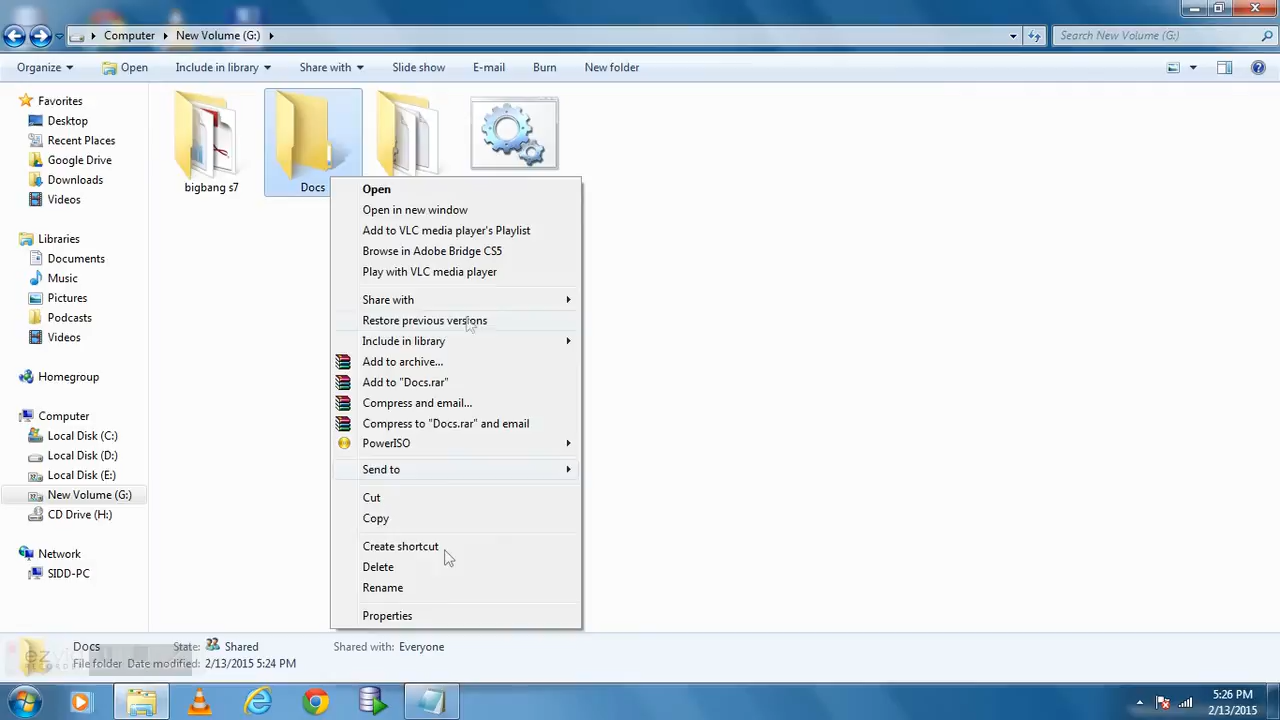 Computer New Volume (G:)
Search New Volume (G:)
Organize Open Include in library Share with Slide show E-mail Burn New folder
Favorites
Desktop
Recent Places
Google Drive
Downloads
Videos
Libraries
Documents
Music
Pictures
Podcasts
Videos
Homegroup
Computer
Local Disk (C:)
Local Disk (D:)
Local Disk (E:)
New Volume (G:)
CD Drive (H:)
Network
SIDD-PC
bigbang s7
Docs
Open
Open in new window
Add to VLC media player's Playlist
Browse in Adobe Bridge CS5
Play with VLC media player
Share with
Restore previous versions
Include in library
Add to archive...
Add to "Docs.rar"
Compress and email...
Compress to "Docs.rar" and email
PowerISO
Send to
Cut
Copy
Create shortcut
Delete
Rename
Properties
Docs State: Shared Shared with: Everyone
File folder Date modified: 2/13/2015 5:24 PM
5:26 PM
2/13/2015